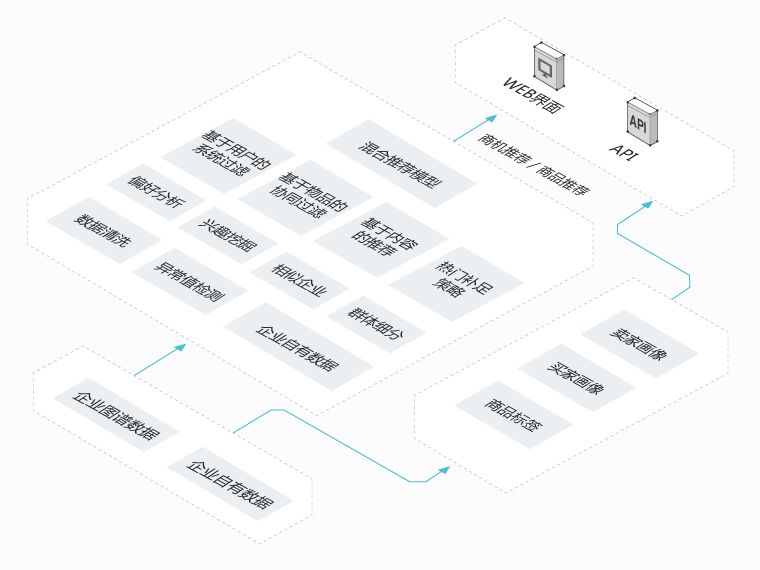 WEB界面
API
API
商机推荐 / 商品推荐
混合推荐模型
基于用户的
系统过滤
基于物品的
协同过滤
基于内容
的推荐
热门补足
策略
偏好分析
兴趣挖掘
相似企业
群体细分
数据清洗
异常值检测
企业自有数据
卖家画像
买家画像
商品标签
企业图谱数据
企业自有数据